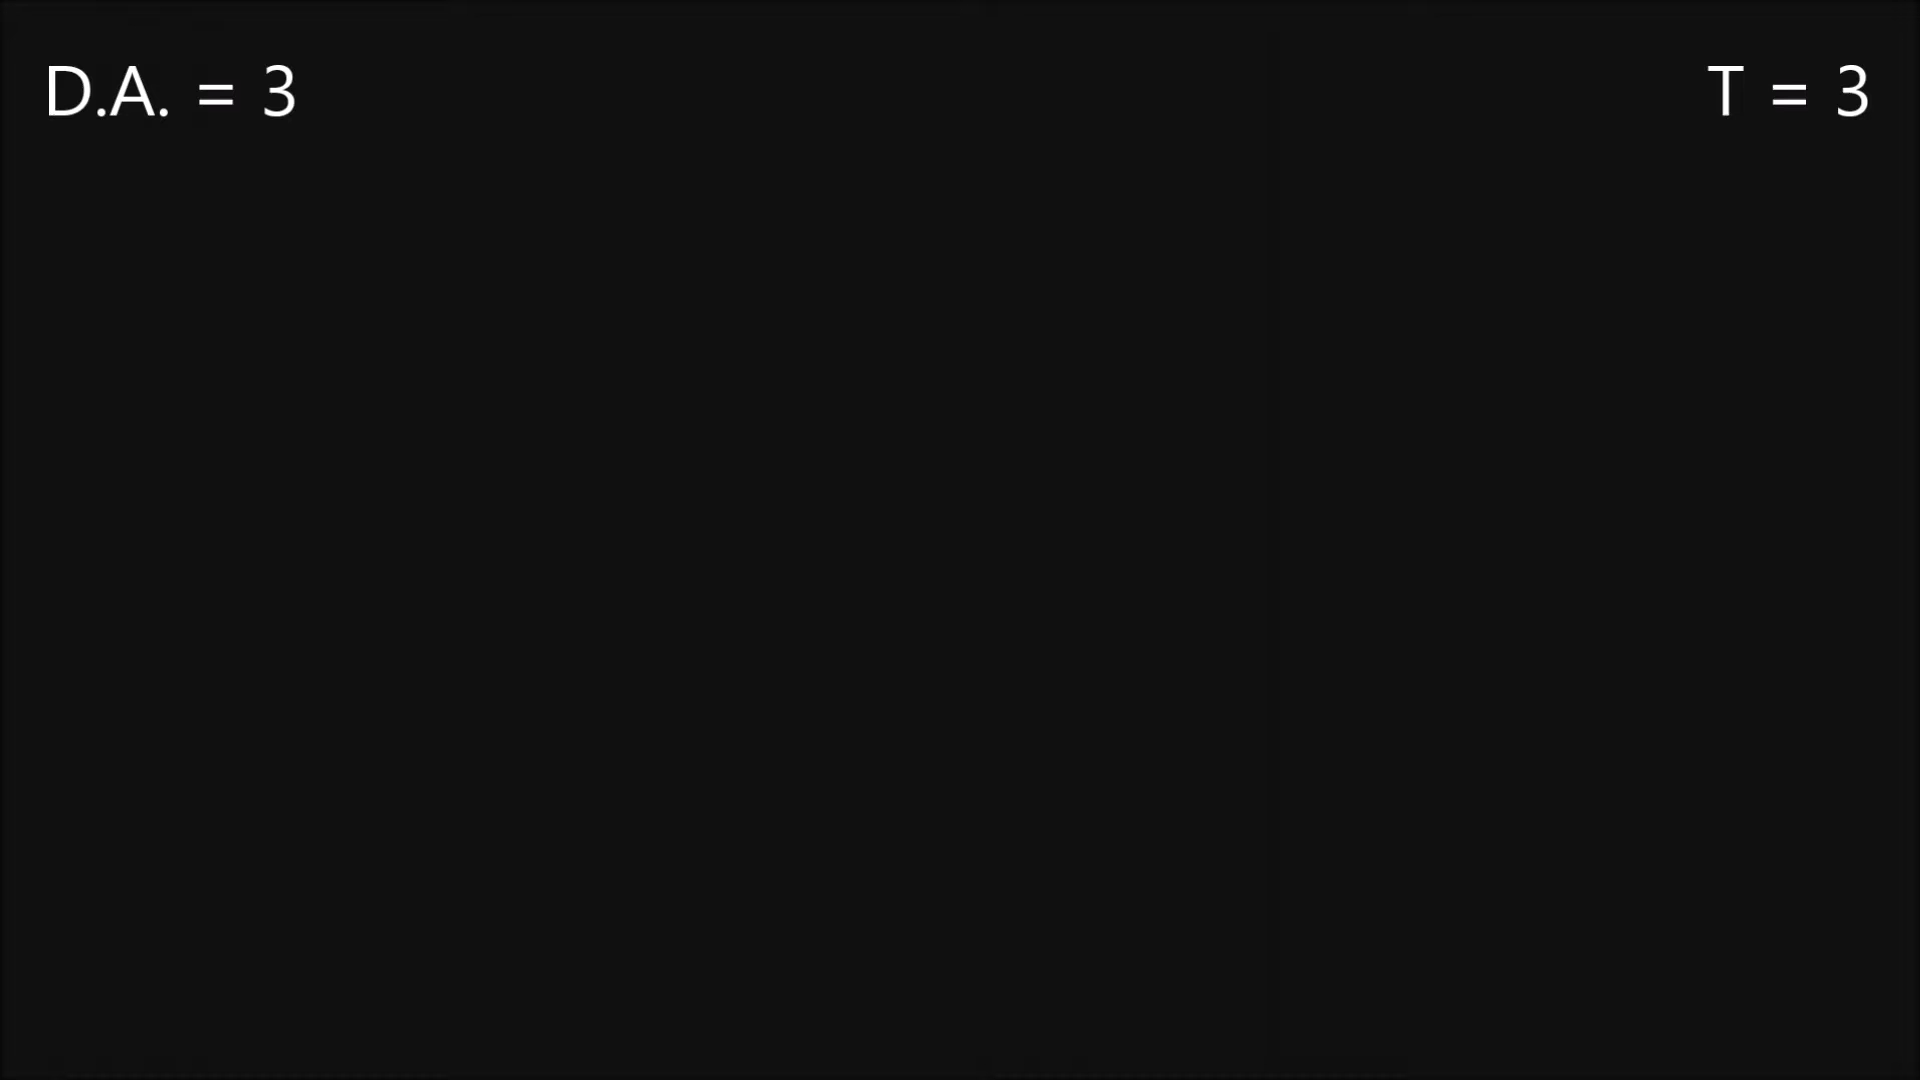 D.A. = 3
T = 3